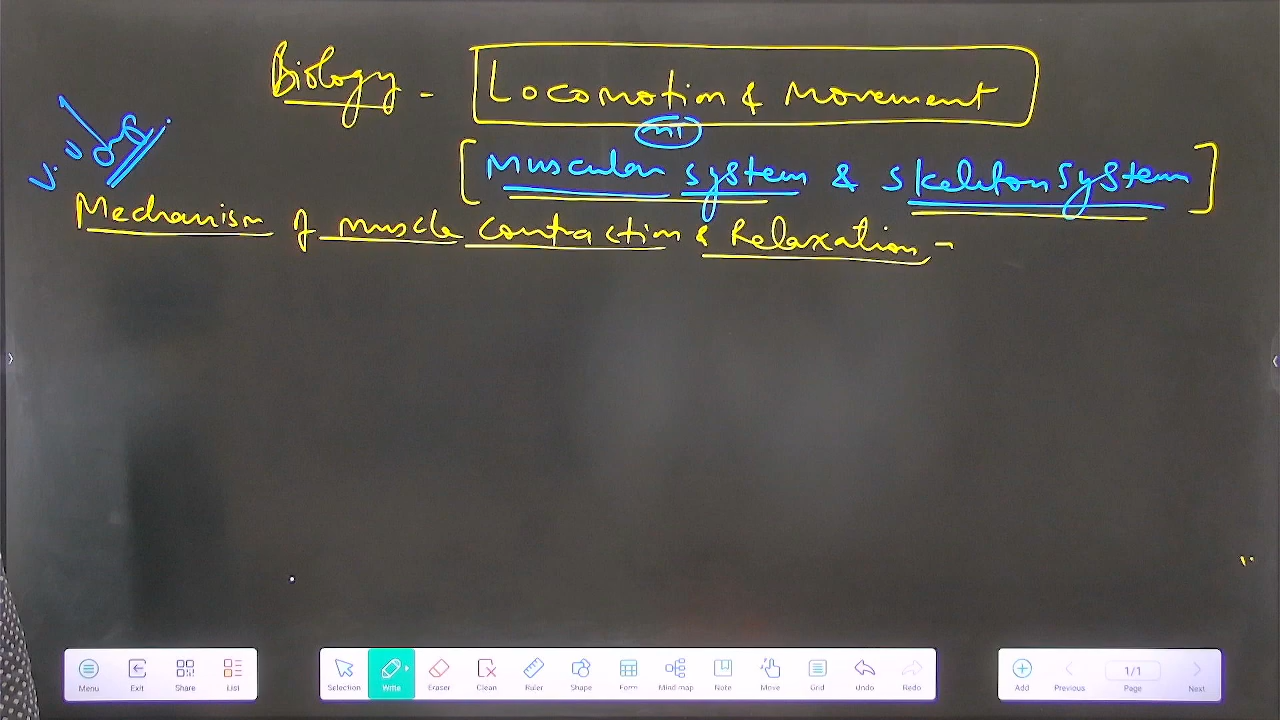 Biology - Locomotion & Movement
[Muscular system & skeleton system]
Mechanism of muscle contraction & Relaxation -
Menu Exit Share List Selection Write Eraser Clean Ruler Shape Form Mind map Note Move Grid Undo Redo Add Previous 1/1 Page Next